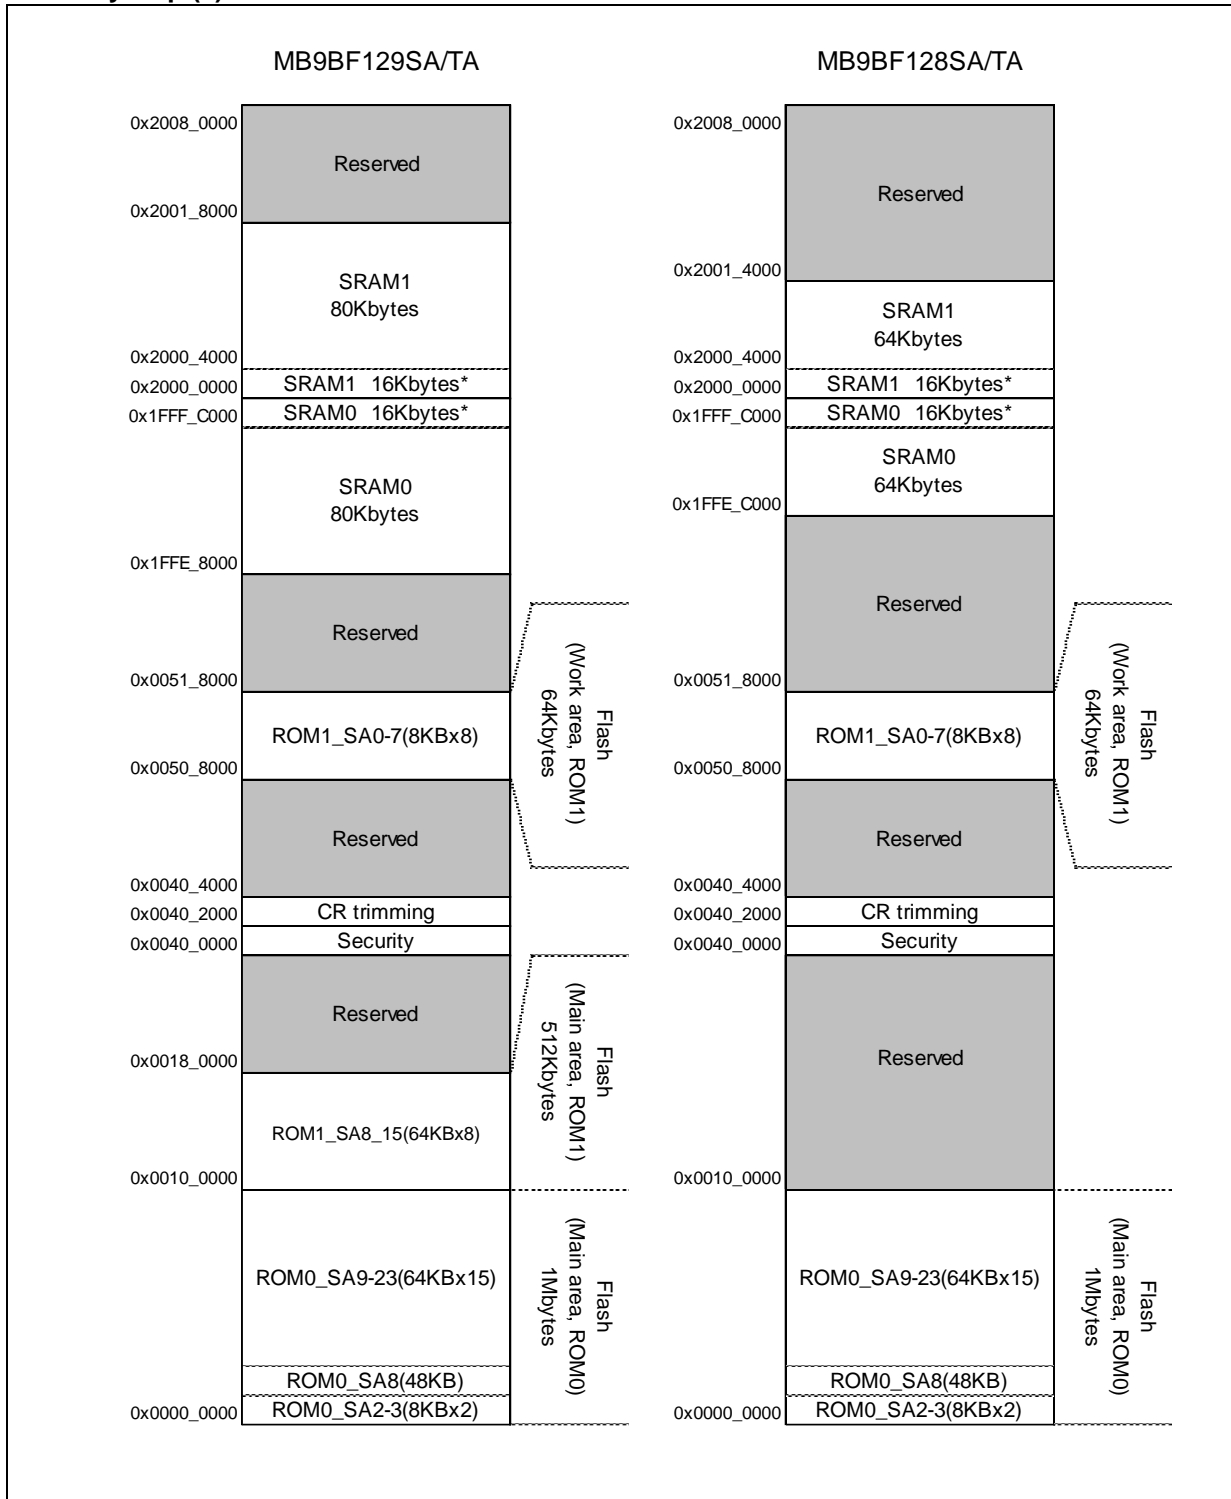 MB9BF129SA/TA
0x2008_0000
Reserved
0x2001_8000
SRAM1
80Kbytes
0x2000_4000
SRAM1 16Kbytes*
0x2000_0000
SRAM0 16Kbytes*
0x1FFF_C000
SRAM0
80Kbytes
0x1FFE_8000
Reserved
0x0051_8000
ROM1_SA0-7(8KBx8)
0x0050_8000
Reserved
0x0040_4000
CR trimming
0x0040_2000
Security
0x0040_0000
Reserved
0x0018_0000
ROM1_SA8_15(64KBx8)
0x0010_0000
ROM0_SA9-23(64KBx15)
ROM0_SA8(48KB)
ROM0_SA2-3(8KBx2)
0x0000_0000
Flash
(Work area, ROM1)
64Kbytes
Flash
(Main area, ROM1)
512Kbytes
Flash
(Main area, ROM0)
1Mbytes
MB9BF128SA/TA
0x2008_0000
Reserved
0x2001_4000
SRAM1
64Kbytes
0x2000_4000
SRAM1 16Kbytes*
0x2000_0000
SRAM0 16Kbytes*
0x1FFF_C000
SRAM0
64Kbytes
0x1FFE_C000
Reserved
0x0051_8000
ROM1_SA0-7(8KBx8)
0x0050_8000
Reserved
0x0040_4000
CR trimming
0x0040_2000
Security
0x0040_0000
Reserved
0x0010_0000
ROM0_SA9-23(64KBx15)
ROM0_SA8(48KB)
ROM0_SA2-3(8KBx2)
0x0000_0000
Flash
(Work area, ROM1)
64Kbytes
Flash
(Main area, ROM0)
1Mbytes